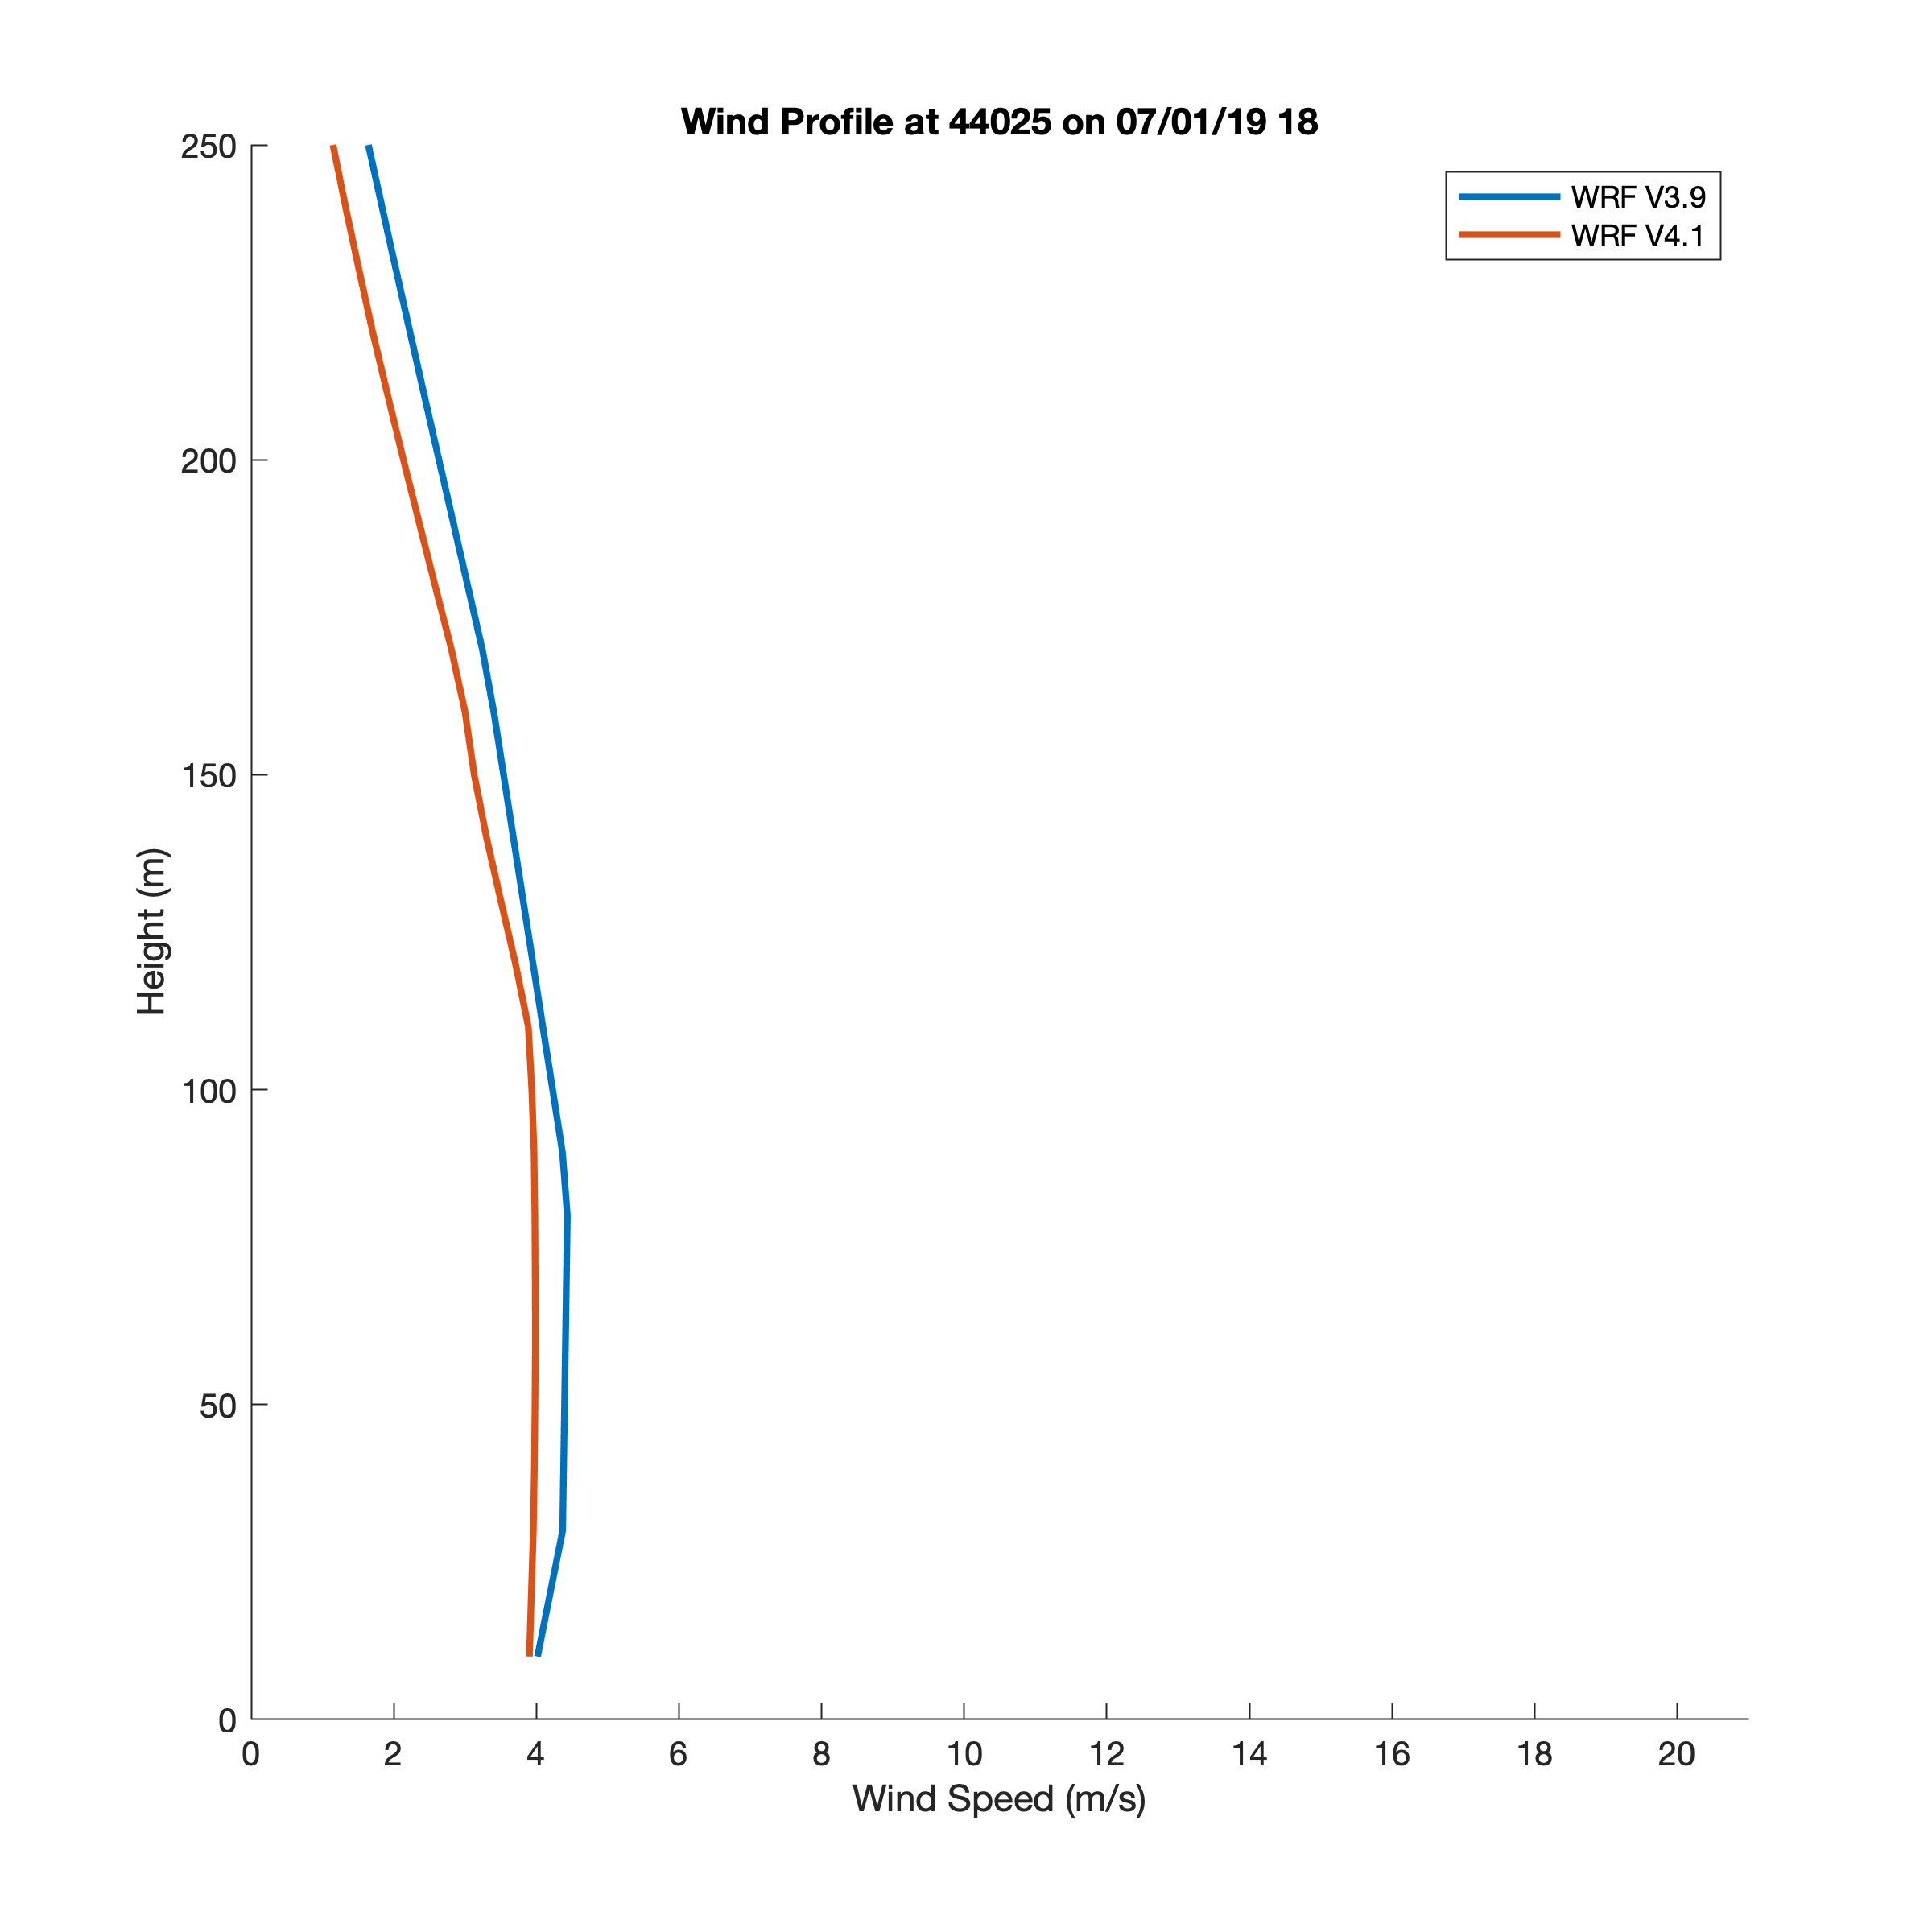 Wind Profile at 44025 on 07/01/19 18
WRF V3.9
WRF V4.1
250
200
150
100
50
0
Height (m)
0 2 4 6 8 10 12 14 16 18 20
Wind Speed (m/s)